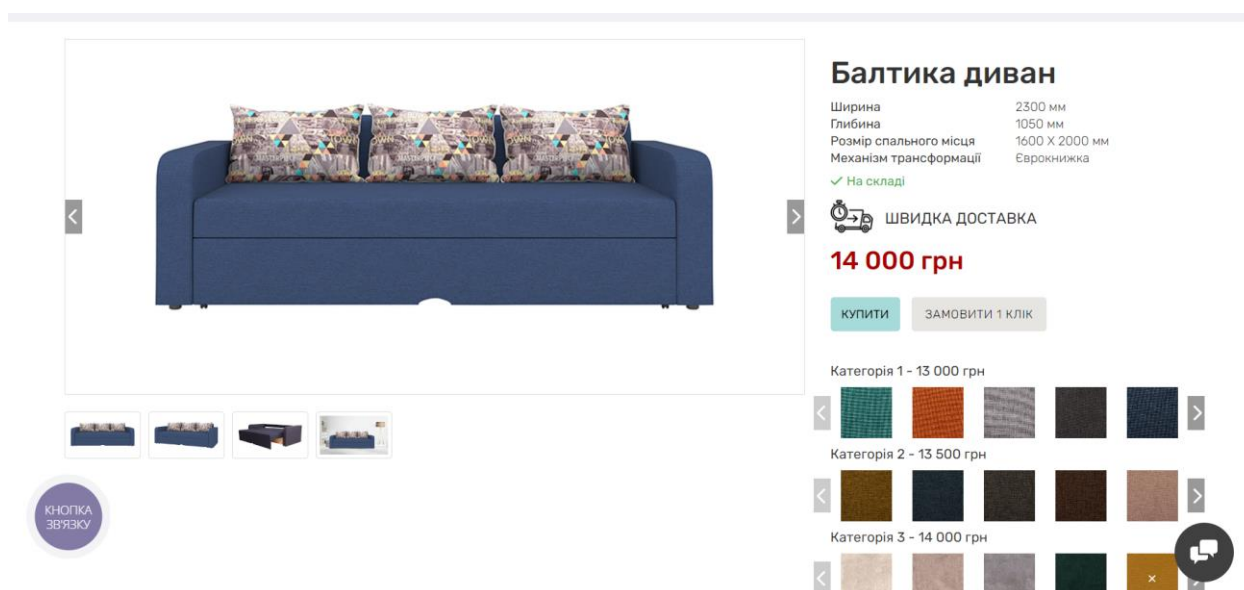 Балтика диван
Ширина 2300 мм
Глибина 1050 мм
Розмір спального місця 1600 X 2000 мм
Механізм трансформації Єврокнижка
На складі
ШВИДКА ДОСТАВКА
14 000 грн
КУПИТИ ЗАМОВИТИ 1 КЛІК
Категорія 1 - 13 000 грн
Категорія 2 - 13 500 грн
Категорія 3 - 14 000 грн
КНОПКА
ЗВ'ЯЗКУ